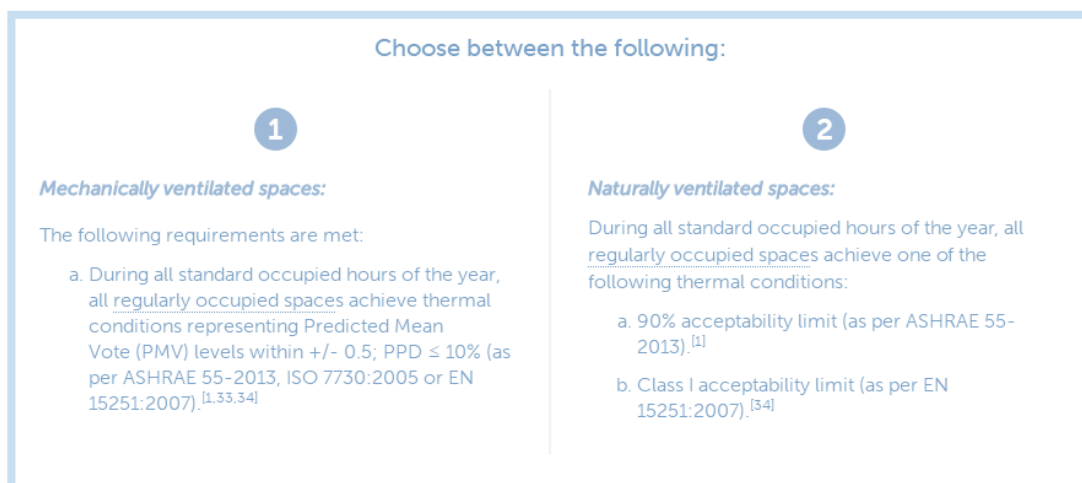 Choose between the following:
1
Mechanically ventilated spaces:
The following requirements are met:
a. During all standard occupied hours of the year,
all regularly occupied spaces achieve thermal
conditions representing Predicted Mean
Vote (PMV) levels within +/- 0.5; PPD ≤ 10% (as
per ASHRAE 55-2013, ISO 7730:2005 or EN
15251:2007).[1,33,34]
2
Naturally ventilated spaces:
During all standard occupied hours of the year, all
regularly occupied spaces achieve one of the
following thermal conditions:
a. 90% acceptability limit (as per ASHRAE 55-
2013).[1]
b. Class I acceptability limit (as per EN
15251:2007).[34]